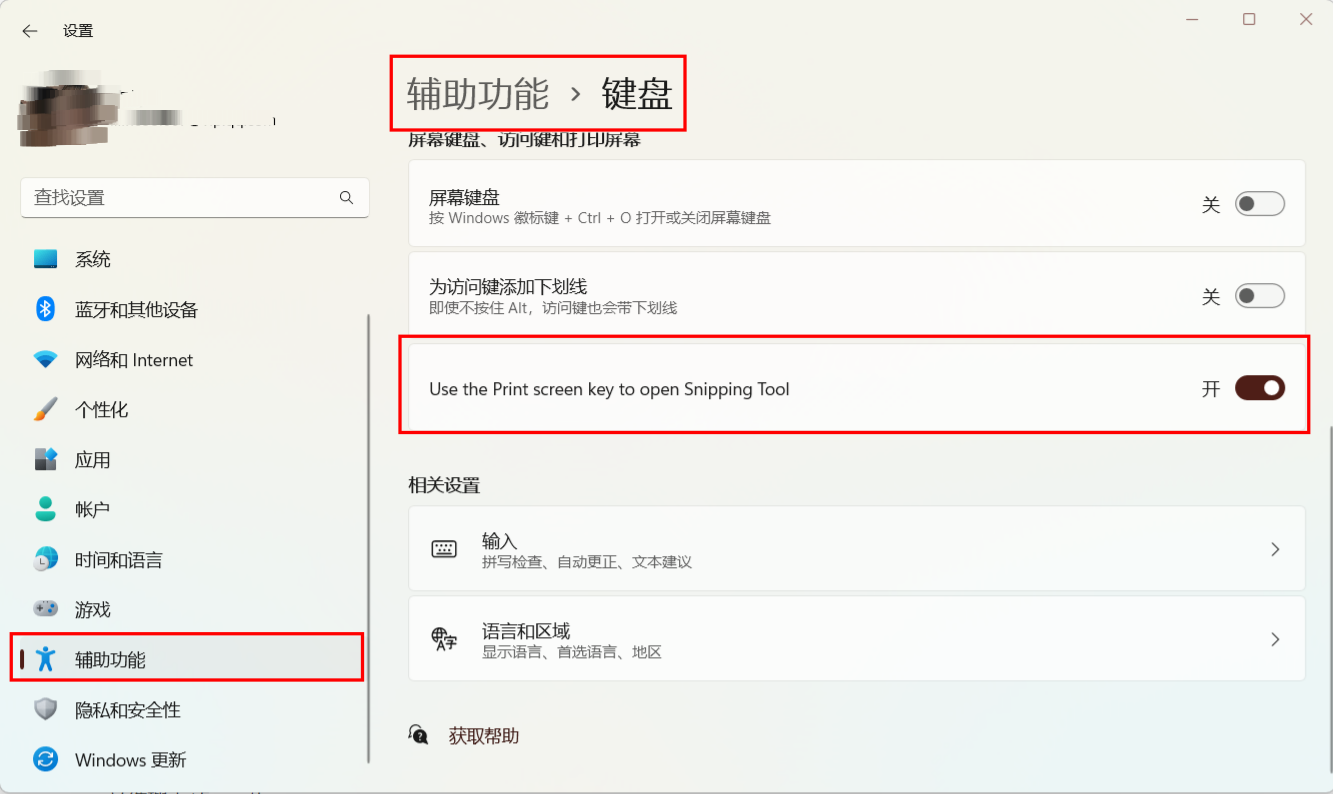 设置
查找设置
系统
蓝牙和其他设备
网络和 Internet
个性化
应用
帐户
时间和语言
游戏
辅助功能
隐私和安全性
Windows 更新
辅助功能 › 键盘
屏幕键盘、访问键和打印屏幕
屏幕键盘
按 Windows 徽标键 + Ctrl + O 打开或关闭屏幕键盘
关
为访问键添加下划线
即使不按住 Alt，访问键也会带下划线
关
Use the Print screen key to open Snipping Tool
开
相关设置
输入
拼写检查、自动更正、文本建议
语言和区域
显示语言、首选语言、地区
获取帮助